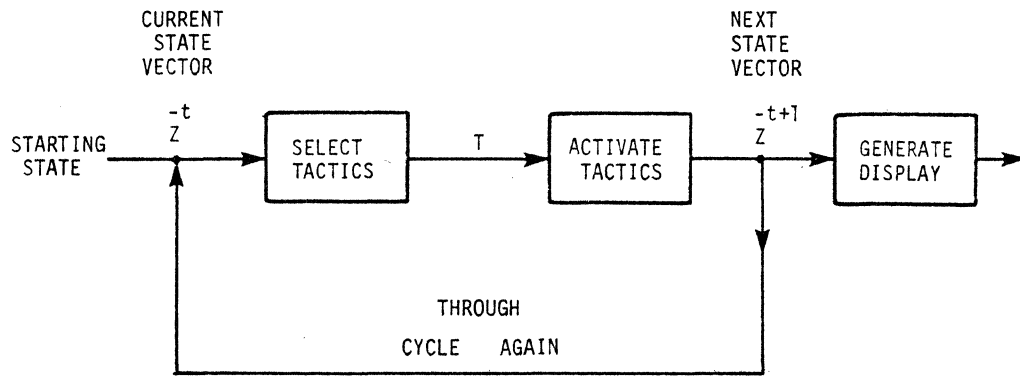 CURRENT
STATE
VECTOR
NEXT
STATE
VECTOR
-t
Z
-t+1
Z
STARTING
STATE
SELECT
TACTICS
T
ACTIVATE
TACTICS
GENERATE
DISPLAY
THROUGH
CYCLE AGAIN